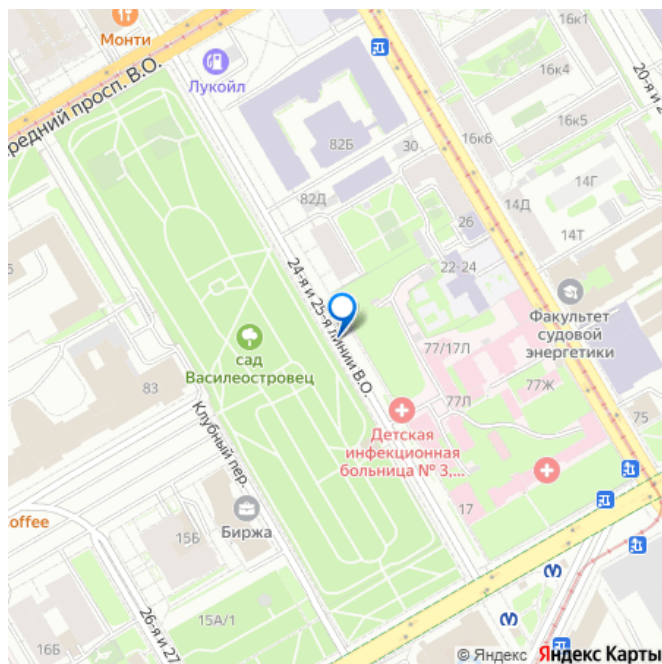 Монти
16к1
Лукойл
16к4
20-я и 2
редний просп. В.О.
16к5
82Б
30
16к6
14Г
82Д
14Д
26
14Т
24-я и 25-я линии В.О.
22-24
Факультет
судовой
энергетики
сад
Василеостровец
77/17Л
77Ж
83
77Л
75
Клубный пер.
Детская
инфекционная
больница № 3,...
offee
17
15Б
Биржа
26-я и 27
15А/1
16Б
© Яндекс Яндекс Карты